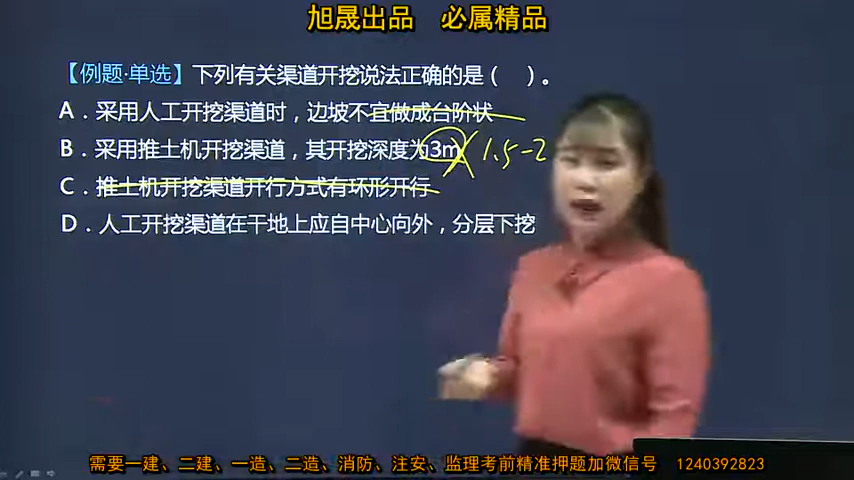 旭晟出品 必属精品
【例题·单选】下列有关渠道开挖说法正确的是( )。
A．采用人工开挖渠道时，边坡不宜做成台阶状
B．采用推土机开挖渠道，其开挖深度为3m 1.5-2
C．推土机开挖渠道开行方式有环形开行
D．人工开挖渠道在干地上应自中心向外，分层下挖
需要一建、二建、一造、二造、消防、注安、监理考前精准押题加微信号 1240392823